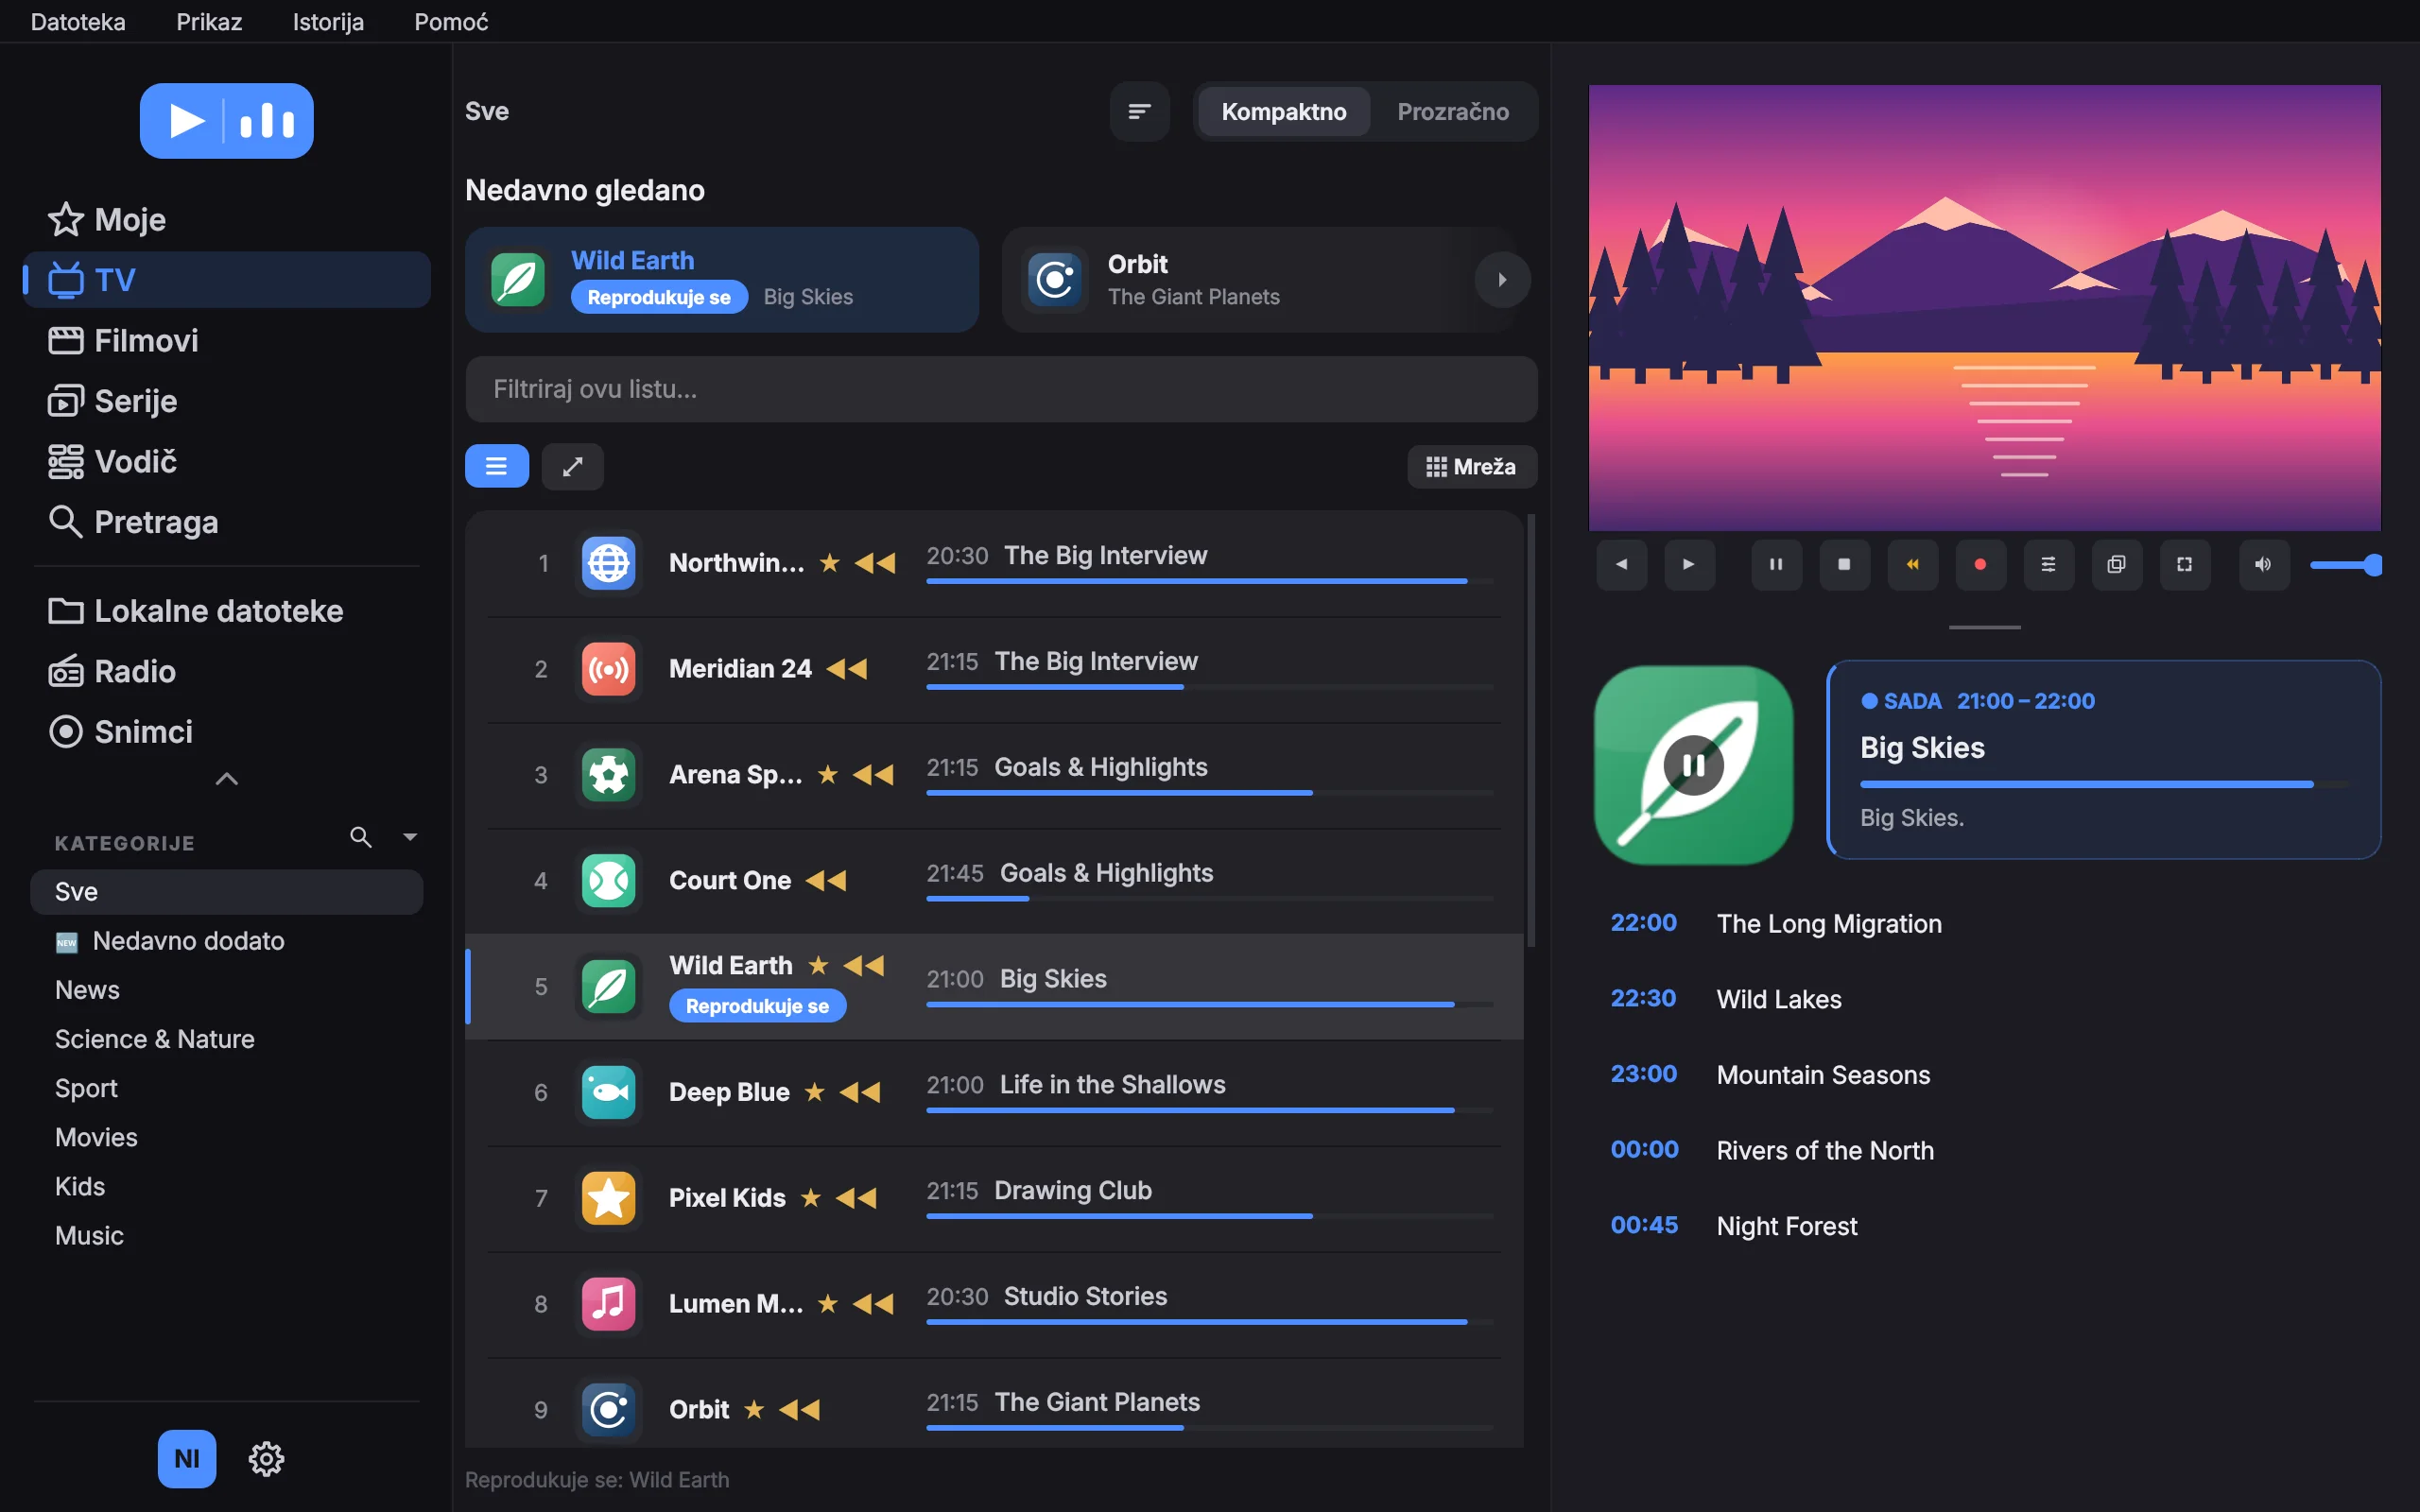 Datoteka Prikaz Istorija Pomoć
Moje
TV
Filmovi
Serije
Vodič
Pretraga
Lokalne datoteke
Radio
Snimci
KATEGORIJE
Sve
NEW Nedavno dodato
News
Science & Nature
Sport
Movies
Kids
Music
NI
Sve
Kompaktno Prozračno
Nedavno gledano
Wild Earth
Reprodukuje se Big Skies
Orbit
The Giant Planets
Filtriraj ovu listu...
Mreža
1 Northwin... 20:30 The Big Interview
2 Meridian 24 21:15 The Big Interview
3 Arena Sp... 21:15 Goals & Highlights
4 Court One 21:45 Goals & Highlights
5 Wild Earth 21:00 Big Skies
Reprodukuje se
6 Deep Blue 21:00 Life in the Shallows
7 Pixel Kids 21:15 Drawing Club
8 Lumen M... 20:30 Studio Stories
9 Orbit 21:15 The Giant Planets
Reprodukuje se: Wild Earth
SADA 21:00 – 22:00
Big Skies
Big Skies.
22:00 The Long Migration
22:30 Wild Lakes
23:00 Mountain Seasons
00:00 Rivers of the North
00:45 Night Forest